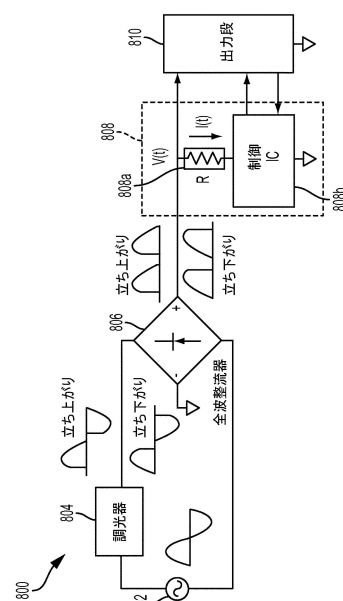 800
804
調光器
立ち上がり
立ち下がり
2
806
+
-
全波整流器
立ち上がり
立ち下がり
808
V(t)
I(t)
808a
R
制御
IC
808b
810
出力段